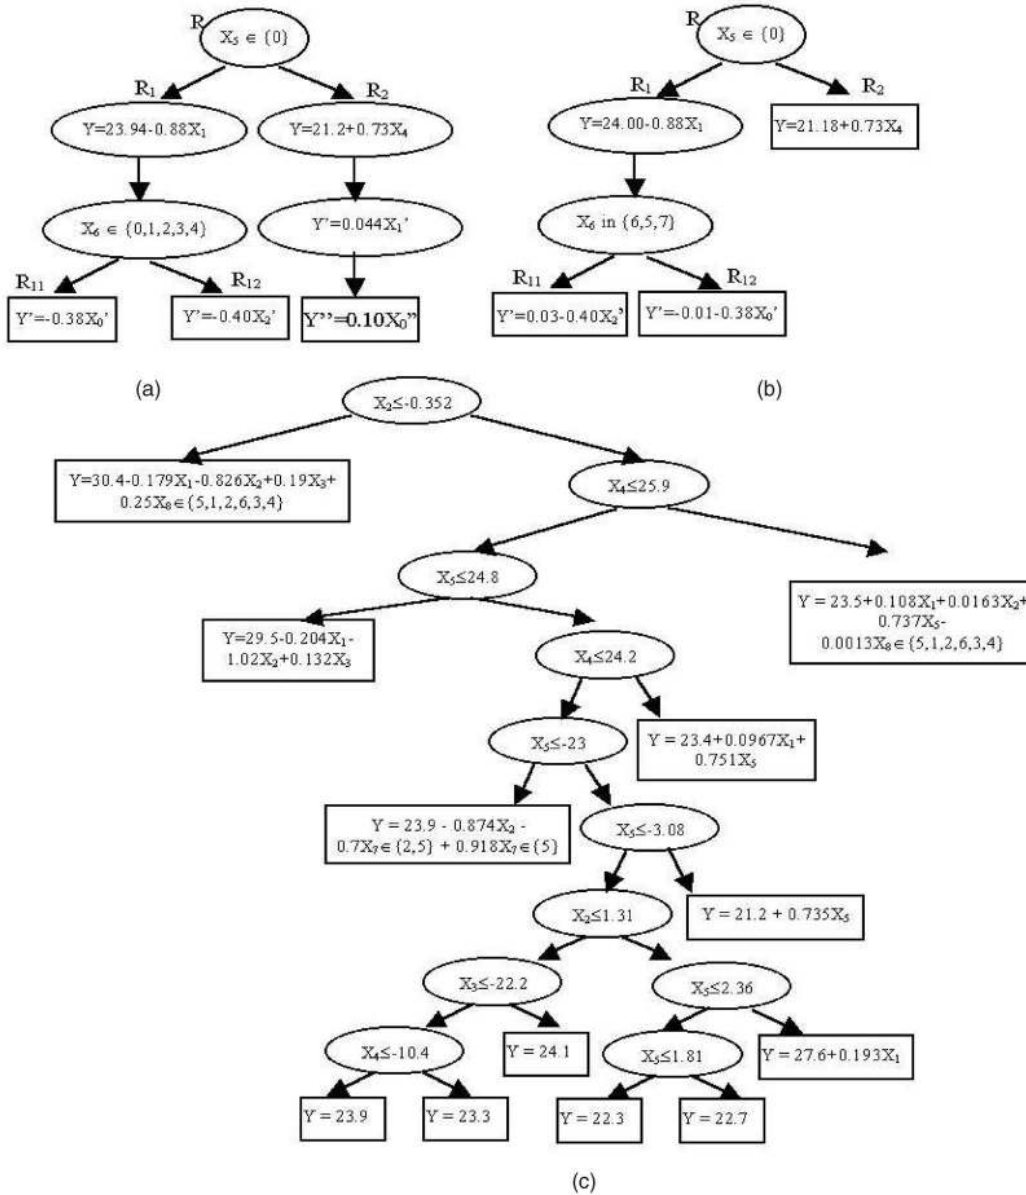 R
X₅ ∈ {0}
R₁
R₂
Y=23.94-0.88X₁
Y=21.2+0.73X₄
X₆ ∈ {0,1,2,3,4}
Y'=0.044X₁'
R₁₁
R₁₂
Y'=-0.38X₀'
Y'=-0.40X₂'
Y''=0.10X₀"
(a)
R
X₅ ∈ {0}
R₁
R₂
Y=24.00-0.88X₁
Y=21.18+0.73X₄
X₆ in {6,5,7}
R₁₁
R₁₂
Y'=0.03-0.40X₂'
Y'=-0.01-0.38X₀'
(b)
X₂≤-0.352
Y=30.4-0.179X₁-0.826X₂+0.19X₃+
0.25X₈∈{5,1,2,6,3,4}
X₄≤25.9
X₅≤24.8
Y = 23.5+0.108X₁+0.0163X₂+
0.737X₅-
0.0013X₈∈{5,1,2,6,3,4}
Y=29.5-0.204X₁-
1.02X₂+0.132X₃
X₄≤24.2
X₅≤-23
Y = 23.4+0.0967X₁+
0.751X₅
Y = 23.9 - 0.874X₂ -
0.7X₇∈{2,5} + 0.918X₇∈{5}
X₅≤-3.08
X₂≤1.31
Y = 21.2 + 0.735X₅
X₃≤-22.2
X₅≤2.36
X₄≤-10.4
Y = 24.1
X₅≤1.81
Y = 27.6+0.193X₁
Y = 23.9
Y = 23.3
Y = 22.3
Y = 22.7
(c)